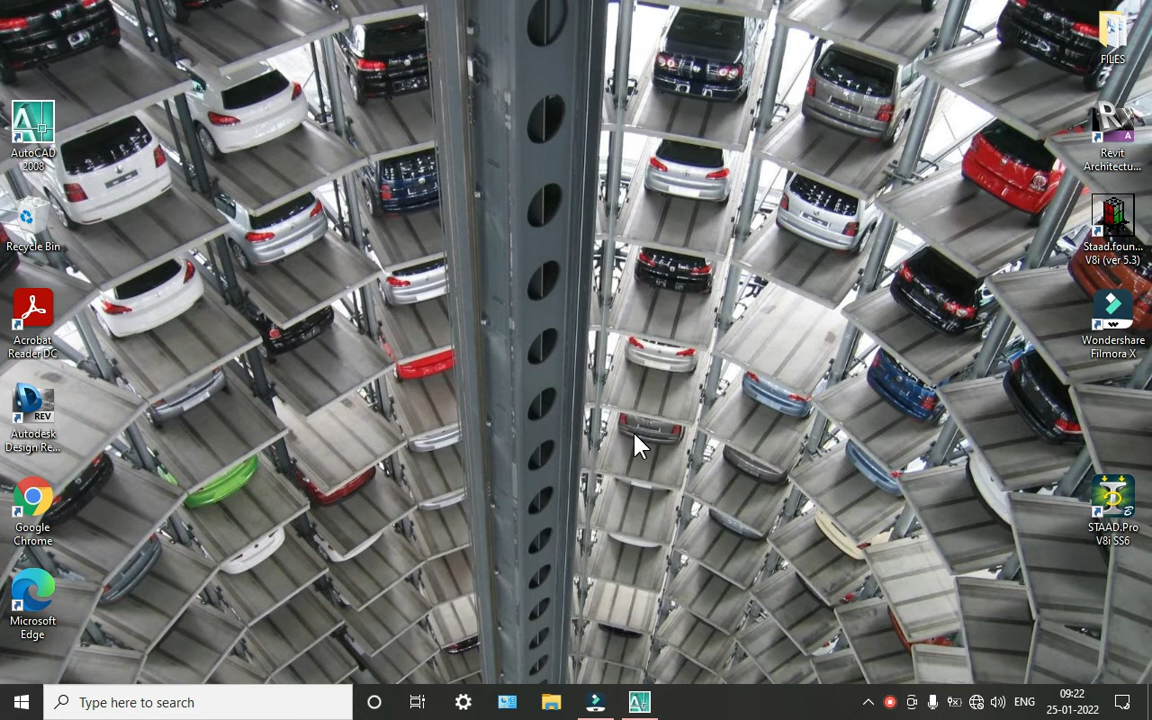 AutoCAD
2008
Recycle Bin
Acrobat
Reader DC
REV
Autodesk
Design Re...
Google
Chrome
Microsoft
Edge
FILES
R
A
Revit
Architectu...
Staad.foun...
V8i (ver 5.3)
Wondershare
Filmora X
STAAD.Pro
V8i SS6
Type here to search
ENG
09:22
25-01-2022